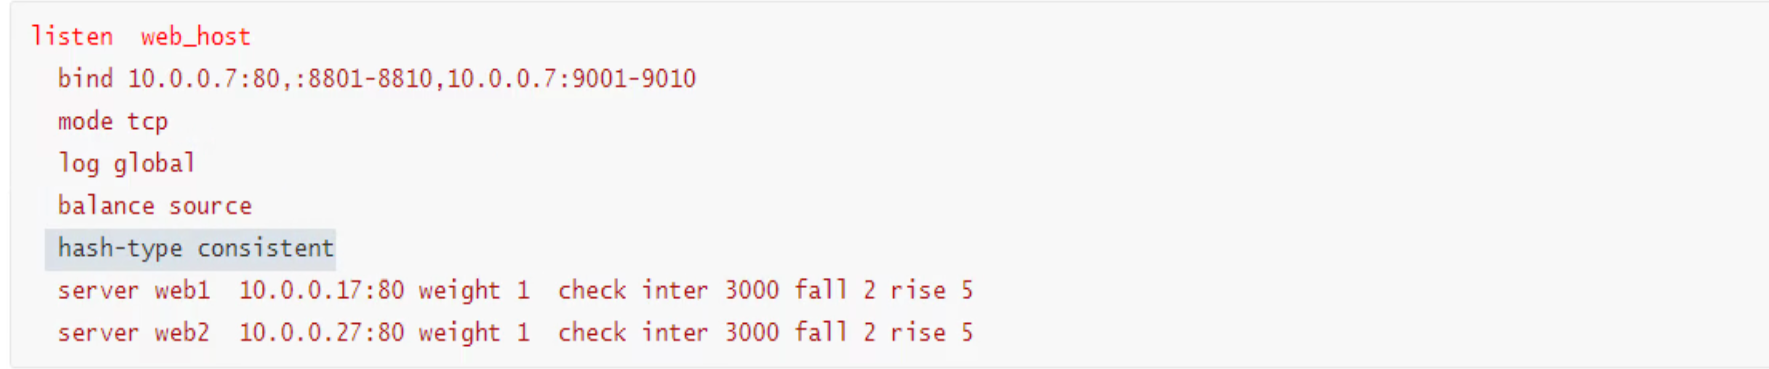 listen  web_host
  bind 10.0.0.7:80,:8801-8810,10.0.0.7:9001-9010
  mode tcp
  log global
  balance source
  hash-type consistent
  server web1  10.0.0.17:80 weight 1  check inter 3000 fall 2 rise 5
  server web2  10.0.0.27:80 weight 1  check inter 3000 fall 2 rise 5